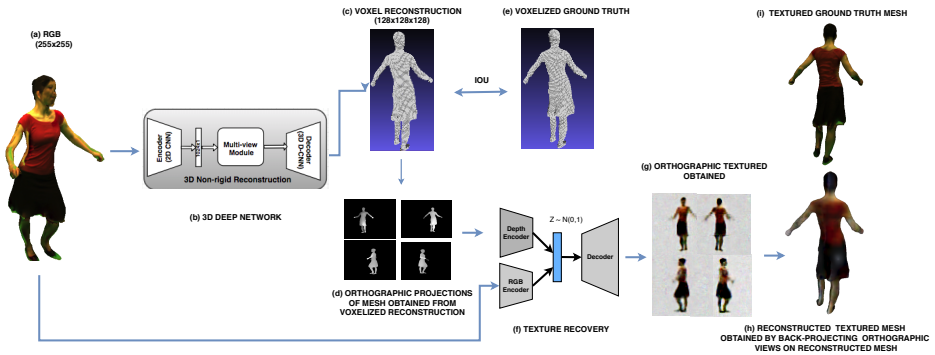 (a) RGB
(255x255)
Encoder
(2D CNN)
Multi-view
Module
Decoder
(3D D-CNN)
3D Non-rigid Reconstruction
(b) 3D DEEP NETWORK
(c) VOXEL RECONSTRUCTION
(128x128x128)
IOU
(e) VOXELIZED GROUND TRUTH
(d) ORTHOGRAPHIC PROJECTIONS
OF MESH OBTAINED FROM
VOXELIZED RECONSTRUCTION
Depth
Encoder
RGB
Encoder
Z ~ N(0,1)
Decoder
(f) TEXTURE RECOVERY
(g) ORTHOGRAPHIC TEXTURED
OBTAINED
(i) TEXTURED GROUND TRUTH MESH
(h) RECONSTRUCTED TEXTURED MESH
OBTAINED BY BACK-PROJECTING ORTHOGRAPHIC
VIEWS ON RECONSTRUCTED MESH